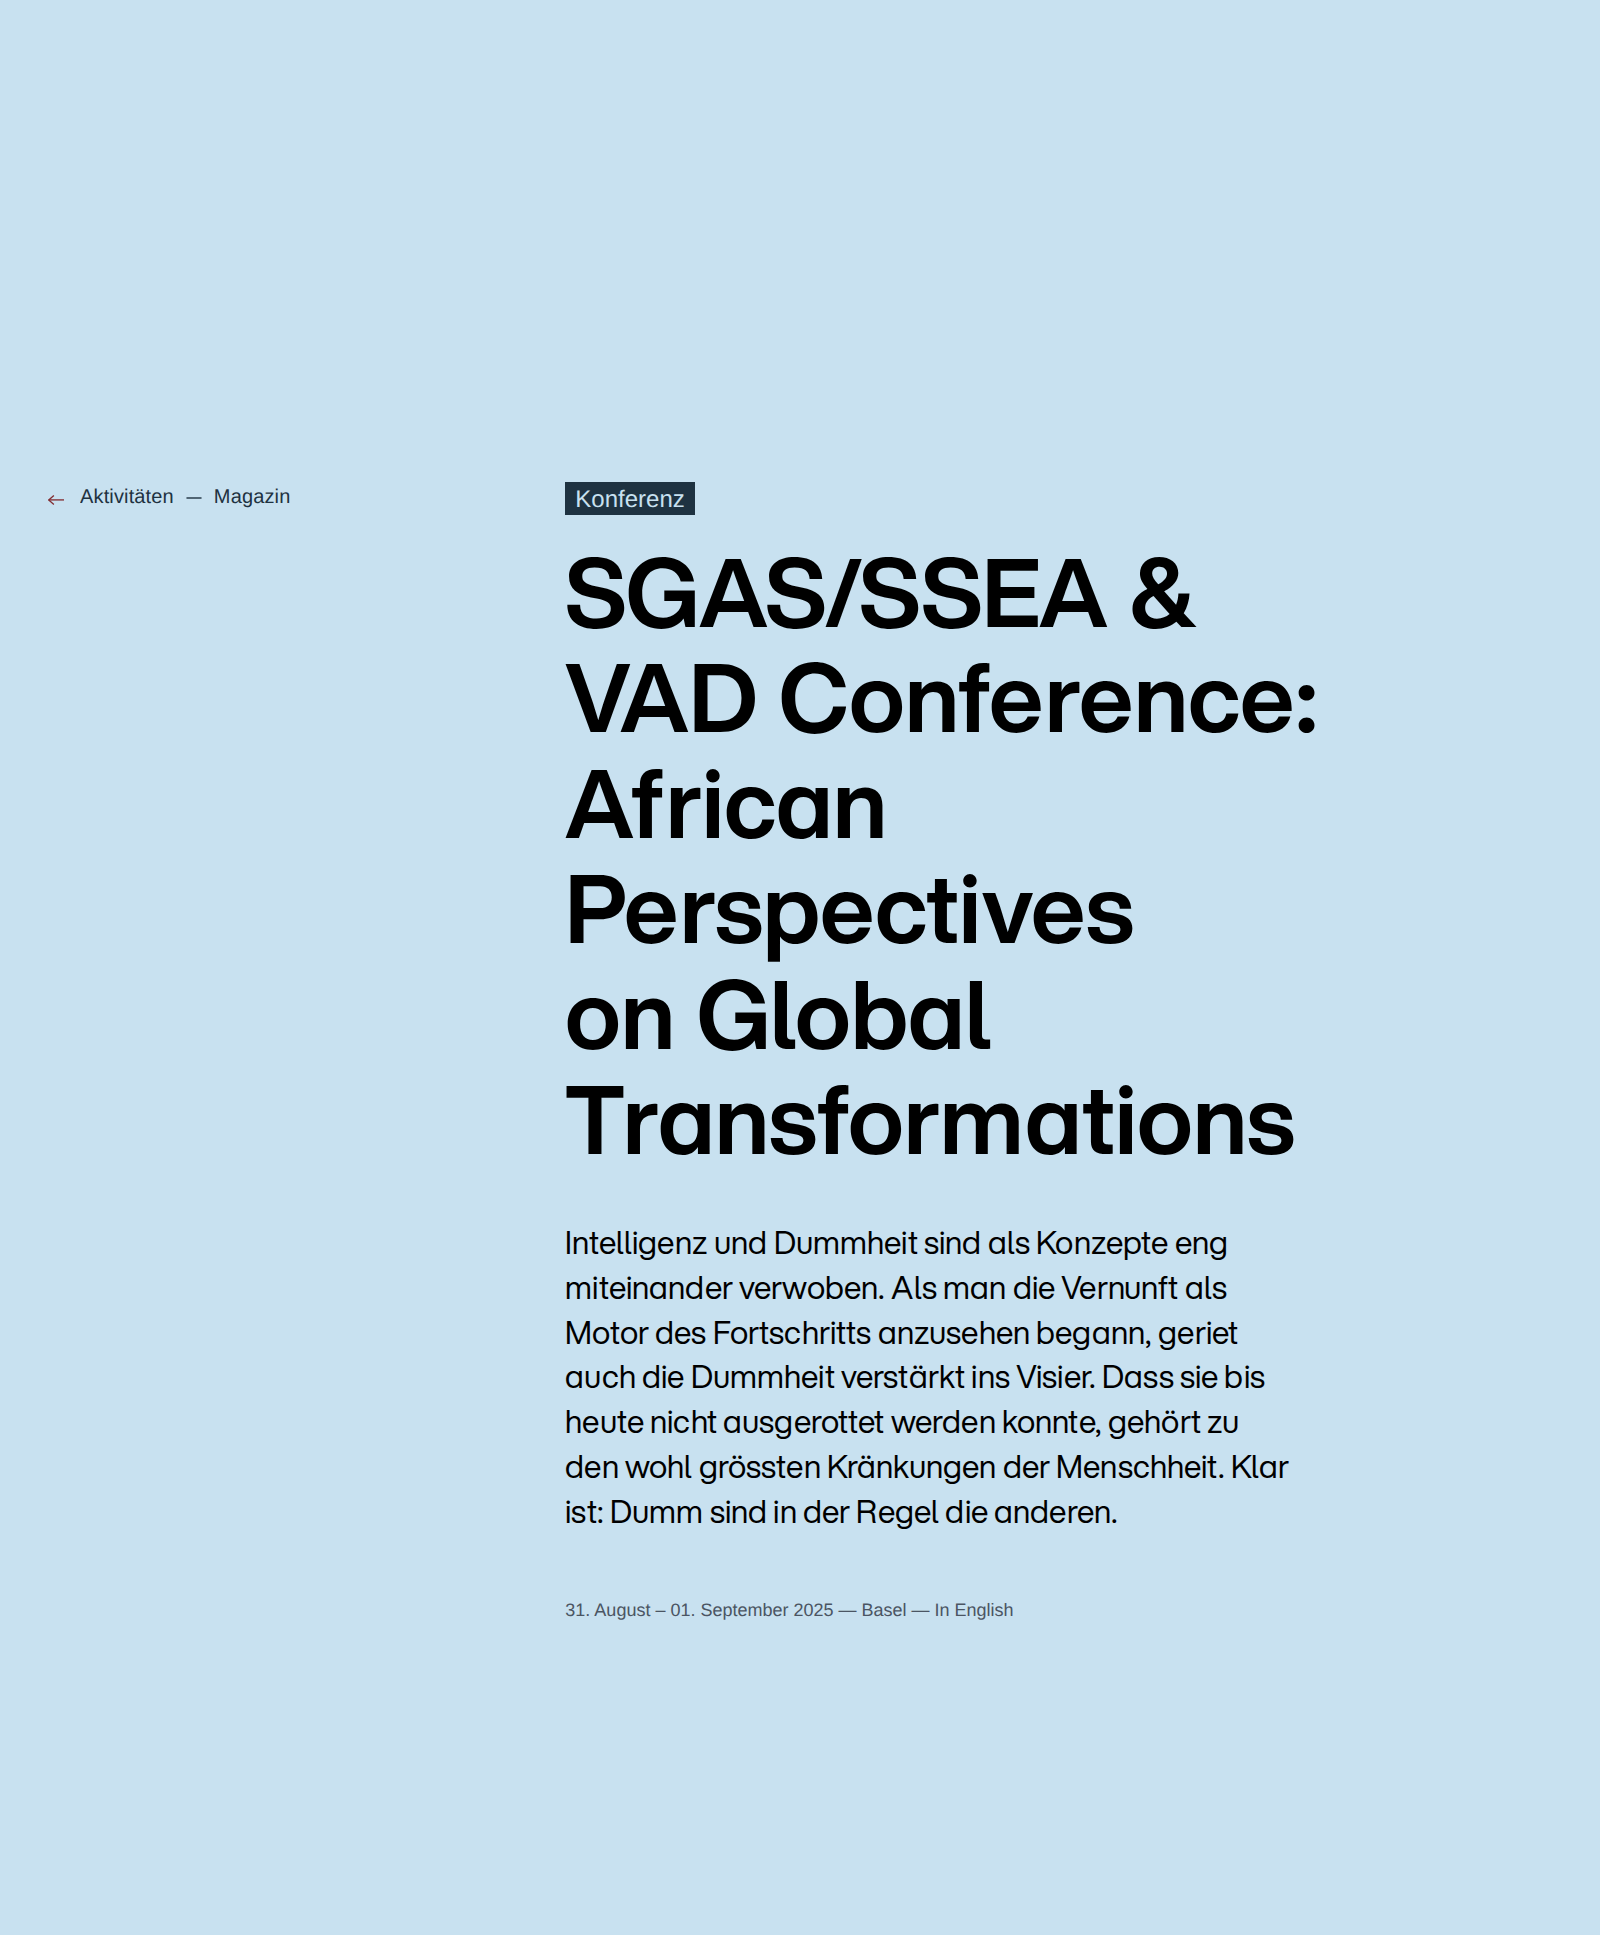 ← Aktivitäten — Magazin
Konferenz
SGAS/SSEA &
VAD Conference:
African
Perspectives
on Global
Transformations
Intelligenz und Dummheit sind als Konzepte eng
miteinander verwoben. Als man die Vernunft als
Motor des Fortschritts anzusehen begann, geriet
auch die Dummheit verstärkt ins Visier. Dass sie bis
heute nicht ausgerottet werden konnte, gehört zu
den wohl grössten Kränkungen der Menschheit. Klar
ist: Dumm sind in der Regel die anderen.
31. August – 01. September 2025 — Basel — In English